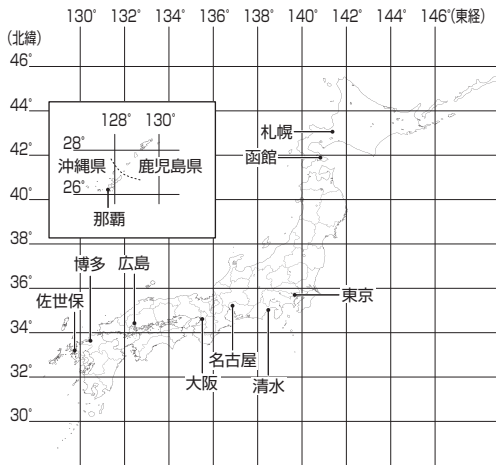 130° 132° 134° 136° 138° 140° 142° 144° 146°(東経)
(北緯)
46°
44°
42°
40°
38°
36°
34°
32°
30°
128° 130°
28°
沖縄県 鹿児島県
26°
那覇
札幌
函館
博多 広島
佐世保
東京
名古屋
大阪 清水